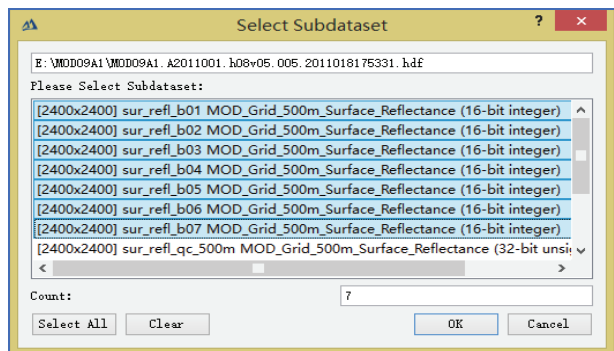 Select Subdataset
?
×
E:\MOD09A1\MOD09A1.A2011001.h08v05.005.2011018175331.hdf
Please Select Subdataset:
[2400x2400] sur_refl_b01 MOD_Grid_500m_Surface_Reflectance (16-bit integer)
[2400x2400] sur_refl_b02 MOD_Grid_500m_Surface_Reflectance (16-bit integer)
[2400x2400] sur_refl_b03 MOD_Grid_500m_Surface_Reflectance (16-bit integer)
[2400x2400] sur_refl_b04 MOD_Grid_500m_Surface_Reflectance (16-bit integer)
[2400x2400] sur_refl_b05 MOD_Grid_500m_Surface_Reflectance (16-bit integer)
[2400x2400] sur_refl_b06 MOD_Grid_500m_Surface_Reflectance (16-bit integer)
[2400x2400] sur_refl_b07 MOD_Grid_500m_Surface_Reflectance (16-bit integer)
[2400x2400] sur_refl_qc_500m MOD_Grid_500m_Surface_Reflectance (32-bit unsi
Count:
7
Select All Clear OK Cancel